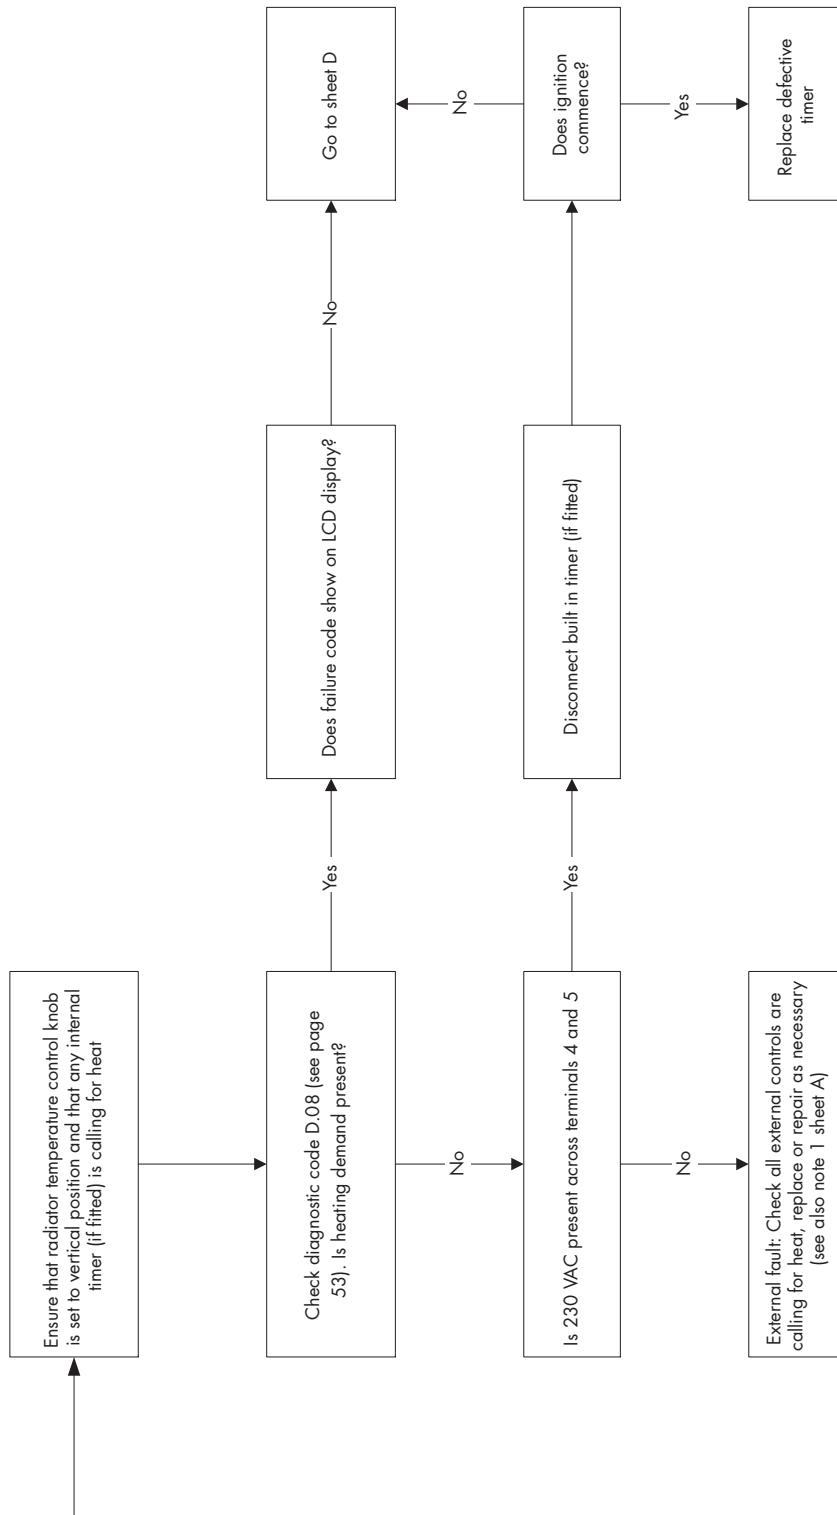 Ensure that radiator temperature control knob
is set to vertical position and that any internal
timer (if fitted) is calling for heat
Check diagnostic code D.08 (see page
53). Is heating demand present?
Yes
Does failure code show on LCD display?
No
Go to sheet D
No
Is 230 VAC present across terminals 4 and 5
Yes
Disconnect built in timer (if fitted)
Does ignition
commence?
No
Yes
Replace defective
timer
No
External fault: Check all external controls are
calling for heat, replace or repair as necessary
(see also note 1 sheet A)